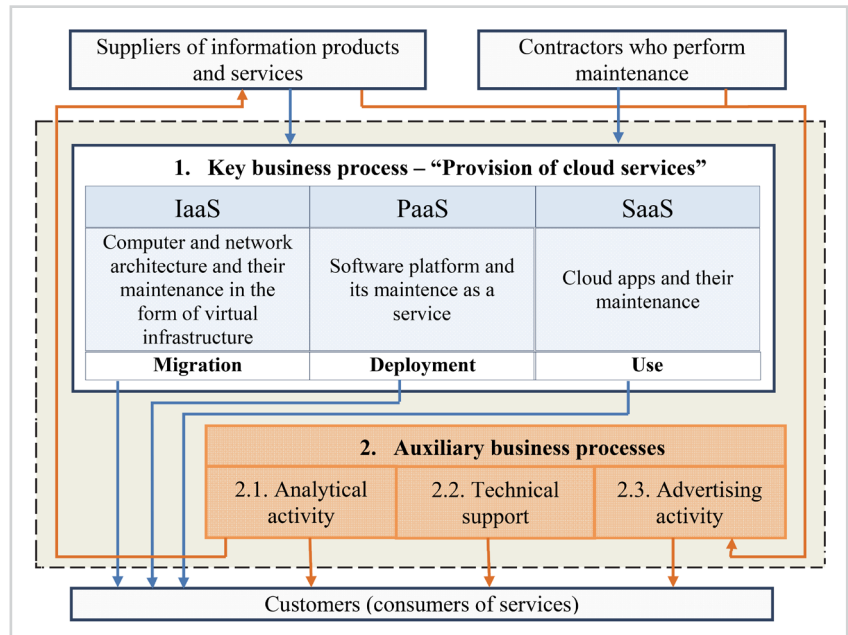 Suppliers of information products
and services
Contractors who perform
maintenance
1. Key business process – “Provision of cloud services”
IaaS
PaaS
SaaS
Computer and network
architecture and their
maintenance in the
form of virtual
infrastructure
Software platform and
its maintence as a
service
Cloud apps and their
maintenance
Migration
Deployment
Use
2. Auxiliary business processes
2.1. Analytical
activity
2.2. Technical
support
2.3. Advertising
activity
Customers (consumers of services)